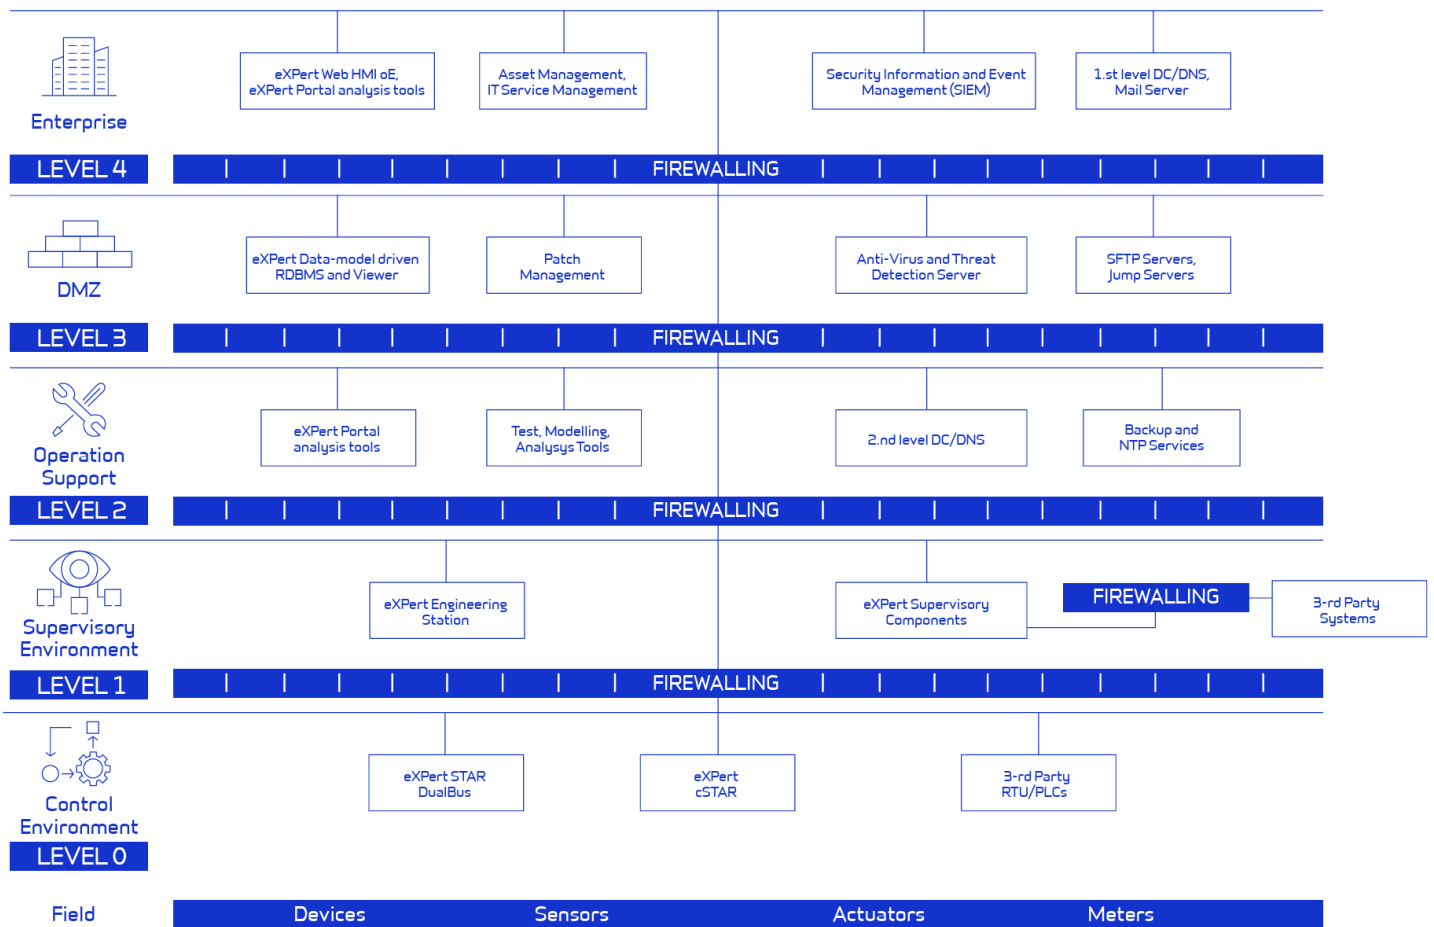 eXPert Web HMI oE,
eXPert Portal analysis tools
Asset Management,
IT Service Management
Security Information and Event
Management (SIEM)
1.st level DC/DNS,
Mail Server
Enterprise
LEVEL 4
FIREWALLING
eXPert Data-model driven
RDBMS and Viewer
Patch
Management
Anti-Virus and Threat
Detection Server
SFTP Servers,
Jump Servers
DMZ
LEVEL 3
FIREWALLING
eXPert Portal
analysis tools
Test, Modelling,
Analysys Tools
2.nd level DC/DNS
Backup and
NTP Services
Operation
Support
LEVEL 2
FIREWALLING
eXPert Engineering
Station
eXPert Supervisory
Components
FIREWALLING
3-rd Party
Systems
Supervisory
Environment
LEVEL 1
FIREWALLING
eXPert STAR
DualBus
eXPert
cSTAR
3-rd Party
RTU/PLCs
Control
Environment
LEVEL 0
Field
Devices
Sensors
Actuators
Meters